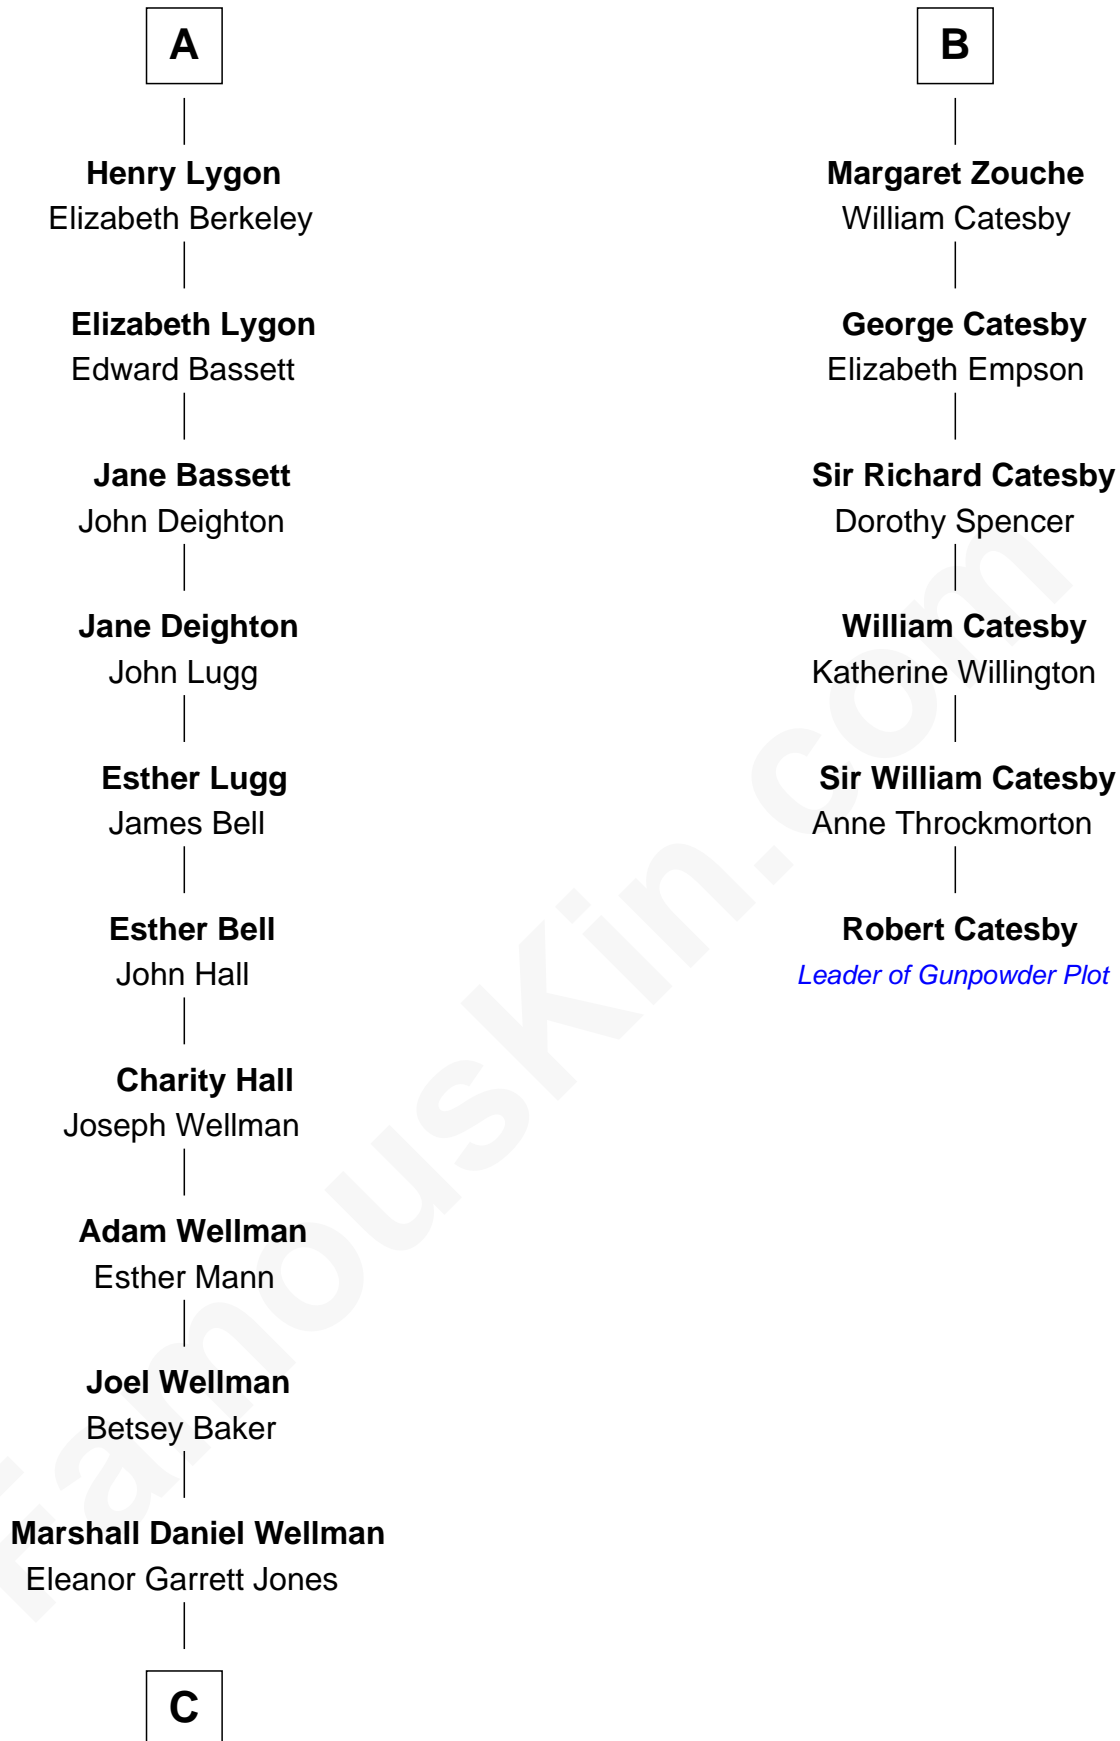 A
Henry Lygon
Elizabeth Berkeley
Elizabeth Lygon
Edward Bassett
Jane Bassett
John Deighton
Jane Deighton
John Lugg
Esther Lugg
James Bell
Esther Bell
John Hall
Charity Hall
Joseph Wellman
Adam Wellman
Esther Mann
Joel Wellman
Betsey Baker
Marshall Daniel Wellman
Eleanor Garrett Jones
C
B
Margaret Zouche
William Catesby
George Catesby
Elizabeth Empson
Sir Richard Catesby
Dorothy Spencer
William Catesby
Katherine Willington
Sir William Catesby
Anne Throckmorton
Robert Catesby
Leader of Gunpowder Plot
FamousKin.com